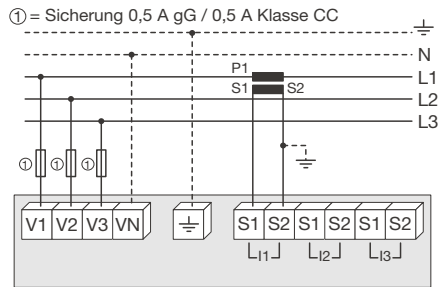 ① = Sicherung 0,5 A gG / 0,5 A Klasse CC
N
P1
L1
S1 S2
L2
L3
① ① ①
V1 V2 V3 VN S1 S2 S1 S2 S1 S2
I1 I2 I3